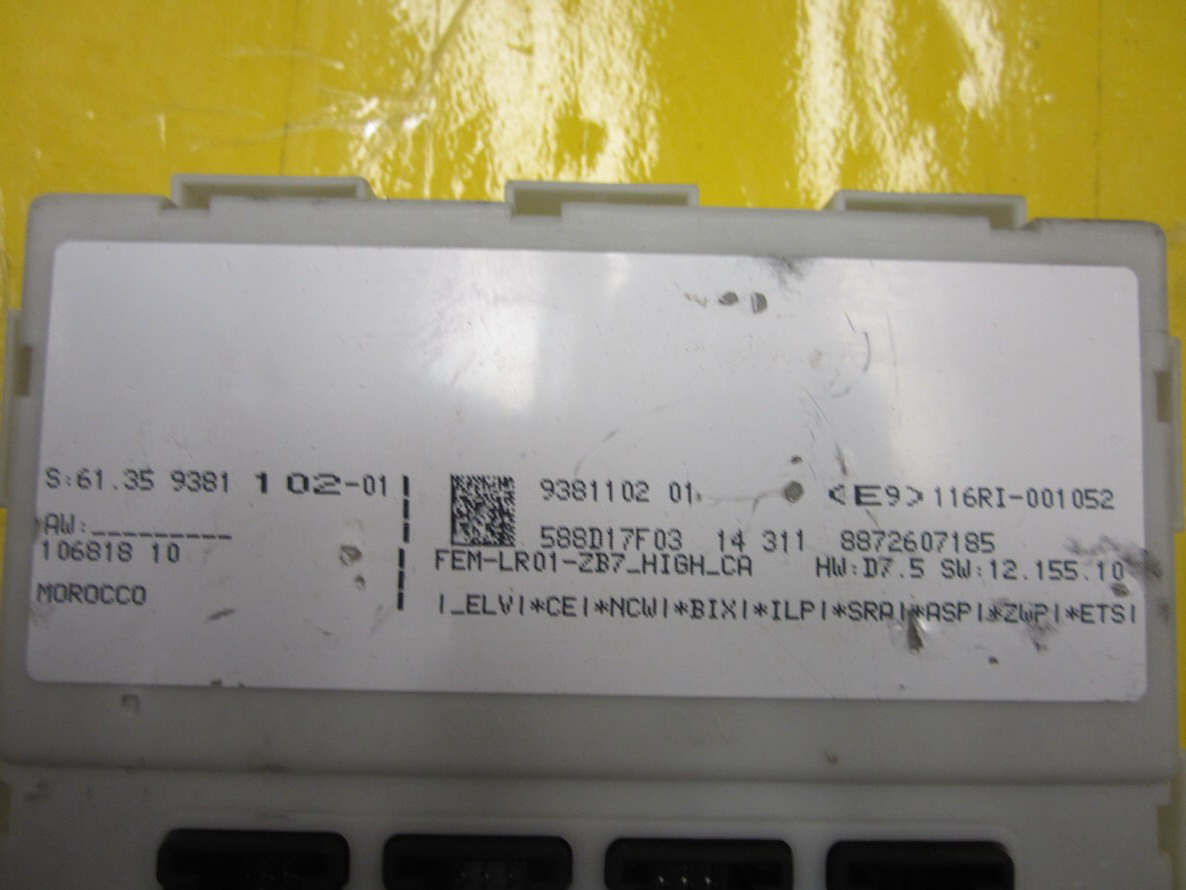 S:61.35 9381 102-01
AW:_________
106818 10
MOROCCO
9381102 01 <E9> 116RI-001052
588D17F03 14 311 8872607185
FEM-LR01-ZB7_HIGH_CA HW:D7.5 SW:12.155.10
|_ELV|*CE|*NCW|*BIX|*ILP|*SRA|*ASP|*ZWP|*ETS|